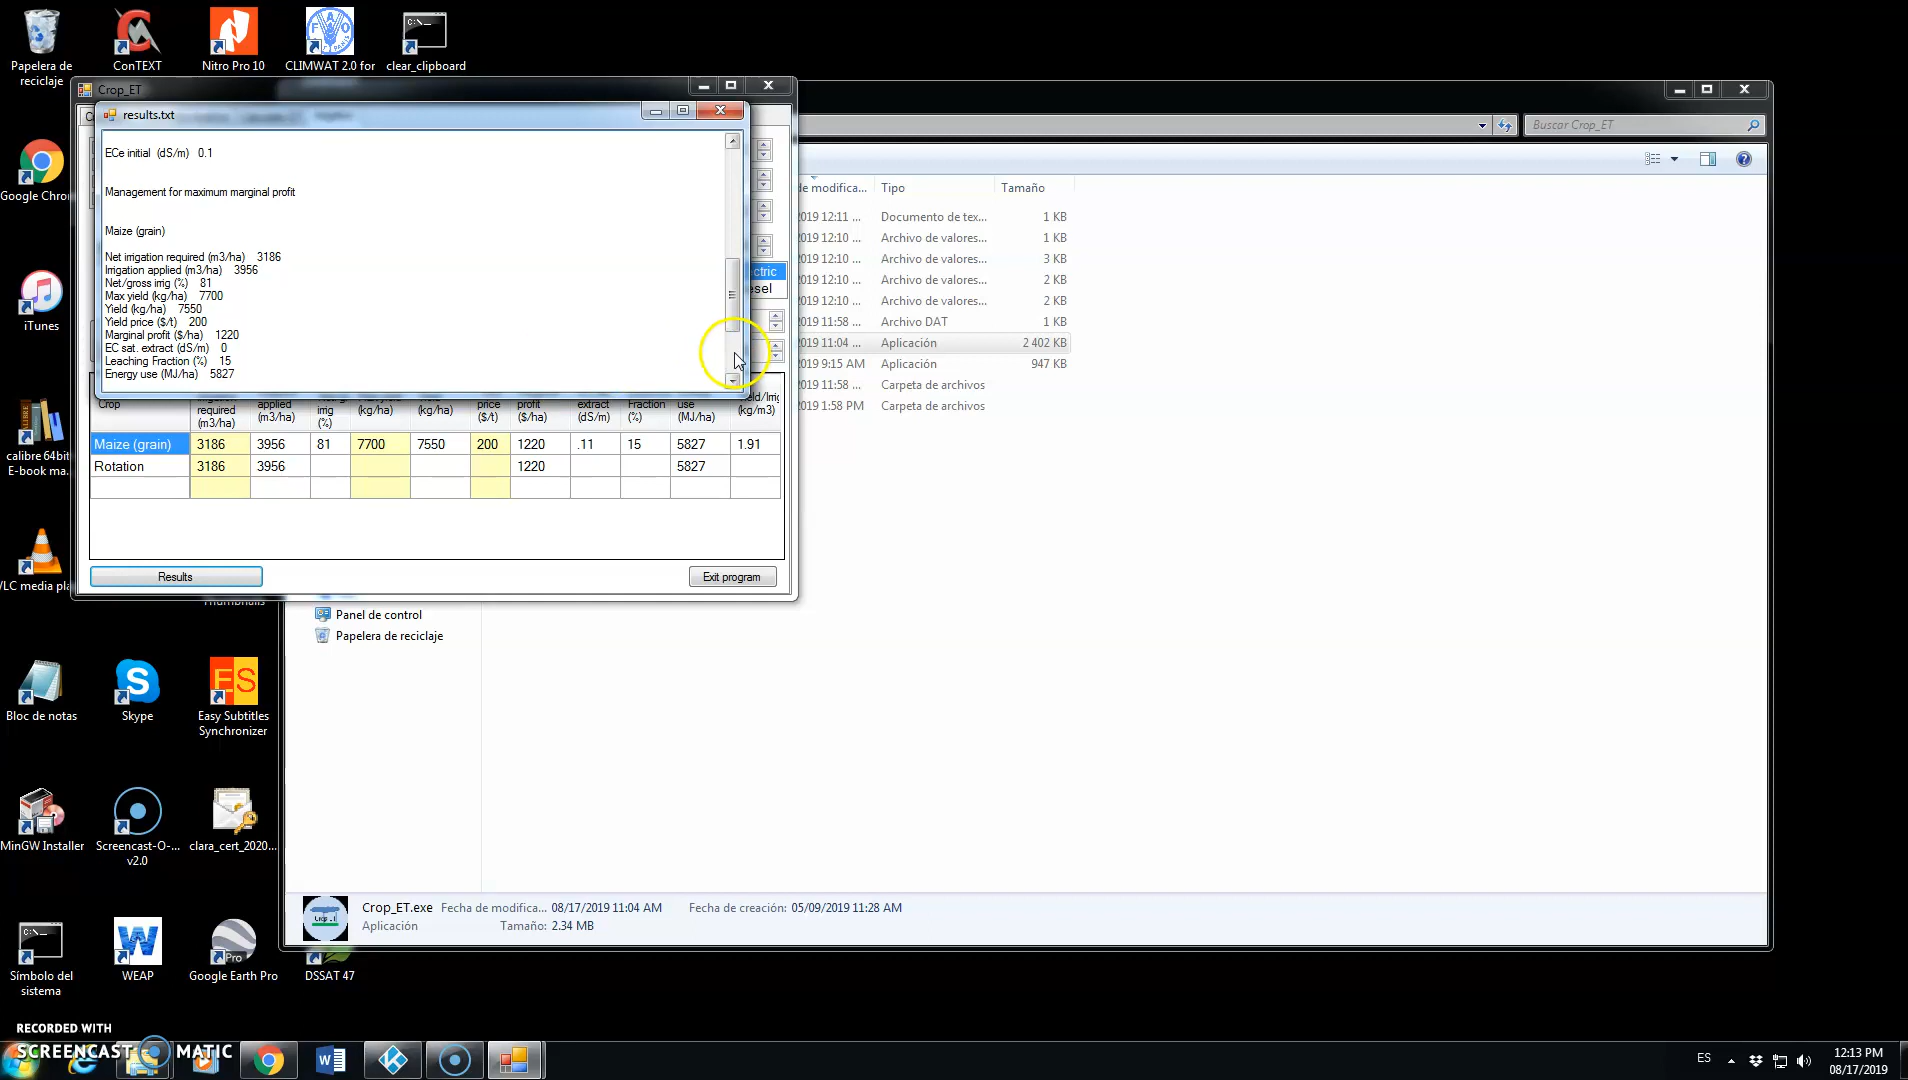 Papelera de
reciclaje
ConTEXT
Nitro Pro 10
CLIMWAT 2.0 for
clear_clipboard
Crop_ET
results.txt
ECe initial (dS/m) 0.1
Management for maximum marginal profit
Maize (grain)
Net irrigation required (m3/ha) 3186
Irrigation applied (m3/ha) 3956
Net/gross irrig (%) 81
Max yield (kg/ha) 7700
Yield (kg/ha) 7550
Yield price ($/t) 200
Marginal profit ($/ha) 1220
EC sat. extract (dS/m) 0
Leaching Fraction (%) 15
Energy use (MJ/ha) 5827
ctric
sel
Crop required (m3/ha) applied (m3/ha) irrig (%) (kg/ha) (kg/ha) price ($/t) profit ($/ha) extract (dS/m) Fraction (%) use (MJ/ha) (kg/m3)
Maize (grain) 3186 3956 81 7700 7550 200 1220 .11 15 5827 1.91
Rotation 3186 3956 1220 5827
Results
Exit program
Buscar Crop_ET
de modifica... Tipo Tamaño
2019 12:11 ... Documento de tex... 1 KB
2019 12:10 ... Archivo de valores... 1 KB
2019 12:10 ... Archivo de valores... 3 KB
2019 12:10 ... Archivo de valores... 2 KB
2019 12:10 ... Archivo de valores... 2 KB
2019 11:58 ... Archivo DAT 1 KB
2019 11:04 ... Aplicación 2 402 KB
2019 9:15 AM Aplicación 947 KB
2019 11:58 ... Carpeta de archivos
2019 1:58 PM Carpeta de archivos
Panel de control
Papelera de reciclaje
Crop_ET.exe Fecha de modifica... 08/17/2019 11:04 AM Fecha de creación: 05/09/2019 11:28 AM
Aplicación Tamaño: 2.34 MB
Google Chro
iTunes
calibre 64bit
E-book ma...
VLC media pla
Bloc de notas
Skype
Easy Subtitles
Synchronizer
MinGW Installer
Screencast-O-...
v2.0
clara_cert_2020...
Símbolo del
sistema
WEAP
Google Earth Pro
DSSAT 47
RECORDED WITH
SCREENCAST MATIC
ES
12:13 PM
08/17/2019